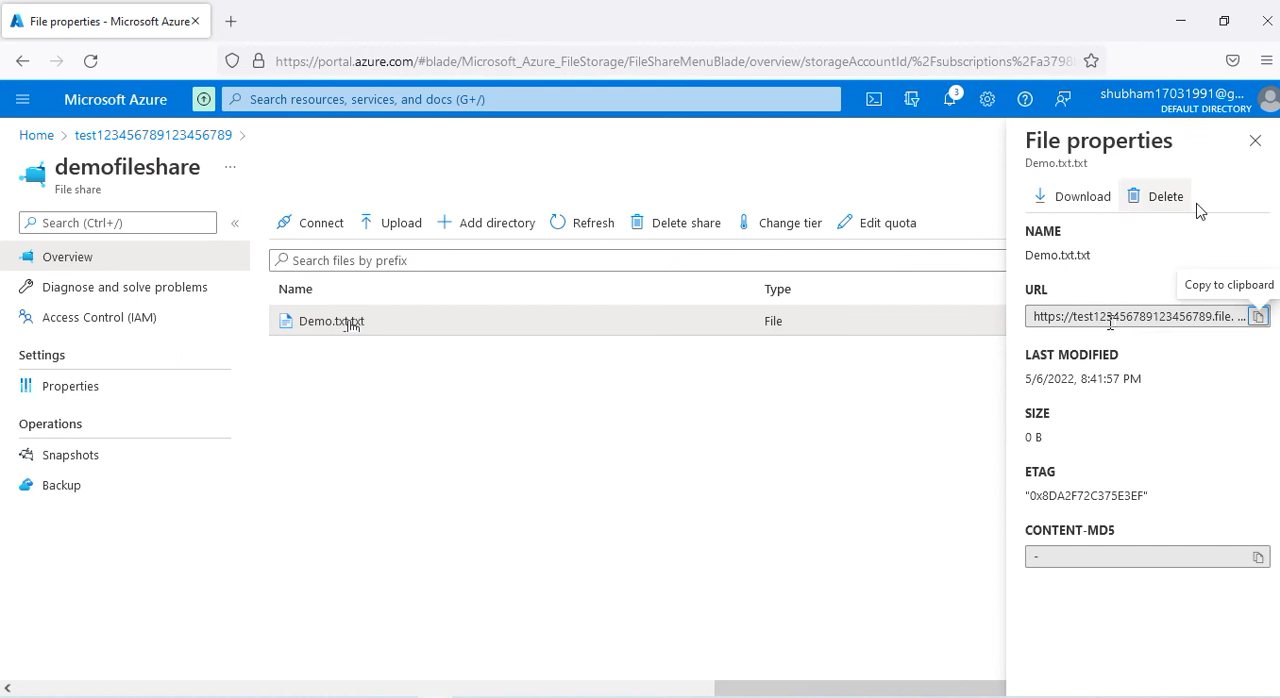 File properties - Microsoft Azure
https://portal.azure.com/#blade/Microsoft_Azure_FileStorage/FileShareMenuBlade/overview/storageAccountId/%2Fsubscriptions%2Fa3798
Microsoft Azure
Search resources, services, and docs (G+/)
3
shubham17031991@g...
DEFAULT DIRECTORY
Home > test123456789123456789 >
demofileshare ...
File share
Search (Ctrl+/)
«
Overview
Diagnose and solve problems
Access Control (IAM)
Settings
Properties
Operations
Snapshots
Backup
Connect Upload Add directory Refresh Delete share Change tier Edit quota
Search files by prefix
Name Type
Demo.txt.txt File
File properties
Demo.txt.txt
Download Delete
NAME
Demo.txt.txt
URL
Copy to clipboard
https://test123456789123456789.file. ...
LAST MODIFIED
5/6/2022, 8:41:57 PM
SIZE
0 B
ETAG
"0x8DA2F72C375E3EF"
CONTENT-MD5
-